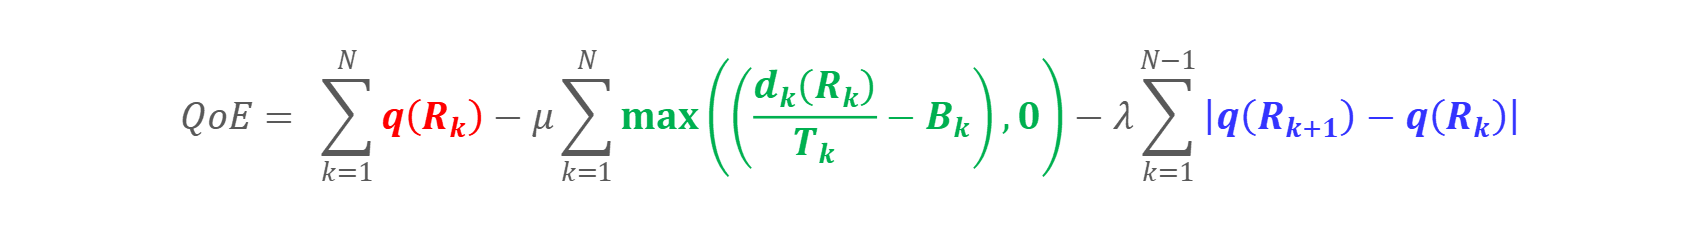 QoE = ∑_{k=1}^{N} q(R_k) − μ ∑_{k=1}^{N} max((d_k(R_k)/T_k − B_k), 0) − λ ∑_{k=1}^{N−1} |q(R_{k+1}) − q(R_k)|